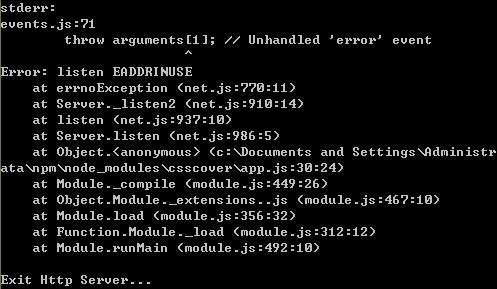 stderr:
events.js:71
        throw arguments[1]; // Unhandled 'error' event
                       ^
Error: listen EADDRINUSE
    at errnoException (net.js:770:11)
    at Server._listen2 (net.js:910:14)
    at listen (net.js:937:10)
    at Server.listen (net.js:986:5)
    at Object.(anonymous) (c:\Documents and Settings\Administr
ata\npm\node_modules\csscover\app.js:30:24)
    at Module._compile (module.js:449:26)
    at Object.Module._extensions..js (module.js:467:10)
    at Module.load (module.js:356:32)
    at Function.Module._load (module.js:312:12)
    at Module.runMain (module.js:492:10)
Exit Http Server...